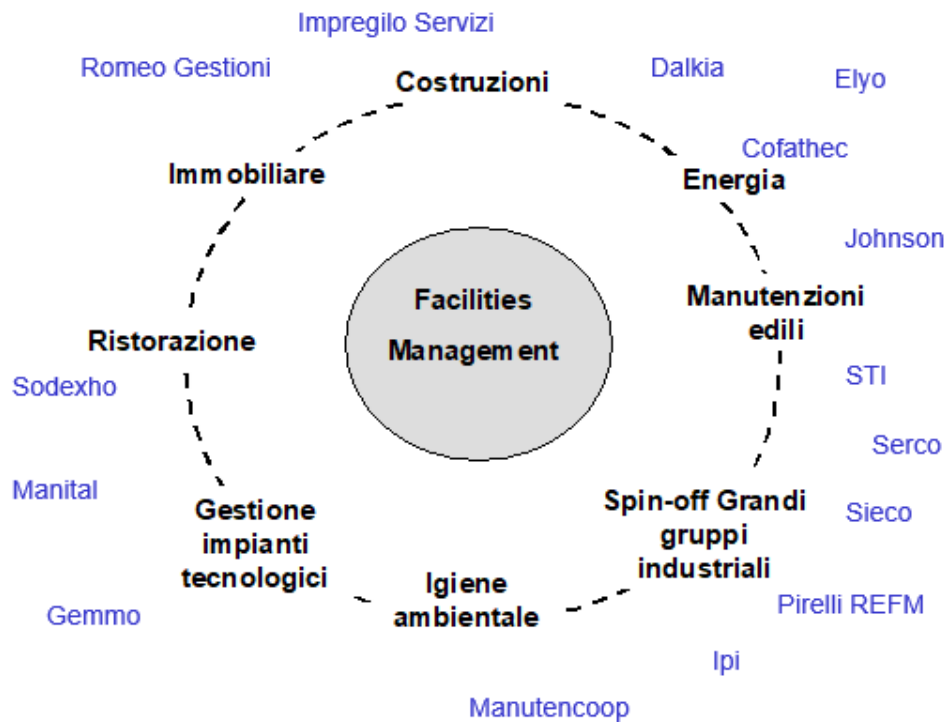 Impregilo Servizi
Romeo Gestioni
Dalkia
Elyo
Costruzioni
Cofathec
Immobiliare
Energia
Johnson
Facilities
Management
Manutenzioni
edili
Ristorazione
Sodexho
STI
Serco
Manital
Gestione
impianti
tecnologici
Spin-off Grandi
gruppi
industriali
Sieco
Igiene
ambientale
Pirelli REFM
Gemmo
Ipi
Manutencoop